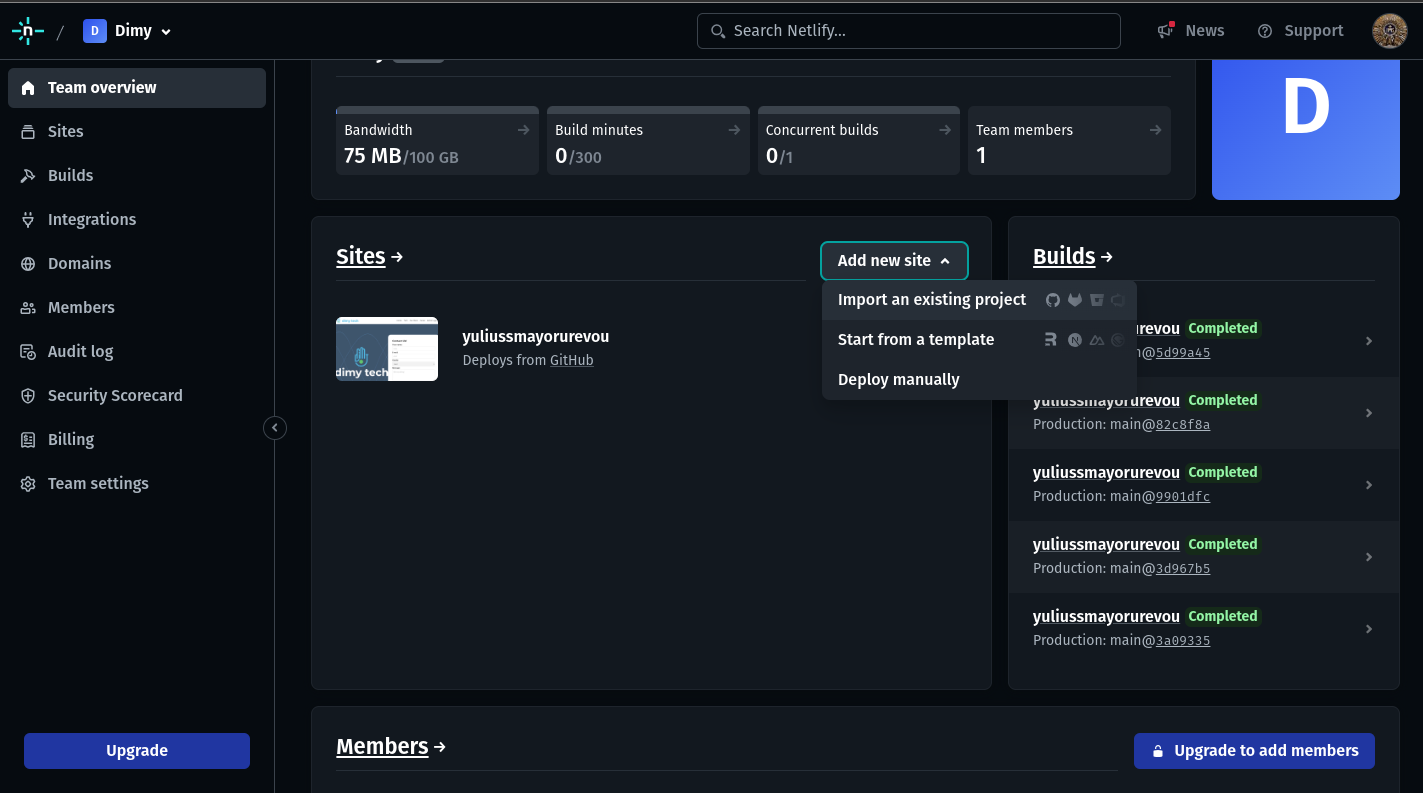 n / D Dimy
Search Netlify...
News
Support
Team overview
Sites
Builds
Integrations
Domains
Members
Audit log
Security Scorecard
Billing
Team settings
Upgrade
Bandwidth →
75 MB/100 GB
Build minutes →
0/300
Concurrent builds →
0/1
Team members →
1
D
Sites →
Add new site
Import an existing project
Start from a template
Deploy manually
dimy tech
yuliussmayorurevou
Deploys from GitHub
Builds →
revou Completed
@5d99a45
yuliussmayorurevou Completed
Production: main@82c8f8a
yuliussmayorurevou Completed
Production: main@9901dfc
yuliussmayorurevou Completed
Production: main@3d967b5
yuliussmayorurevou Completed
Production: main@3a09335
Members →
Upgrade to add members